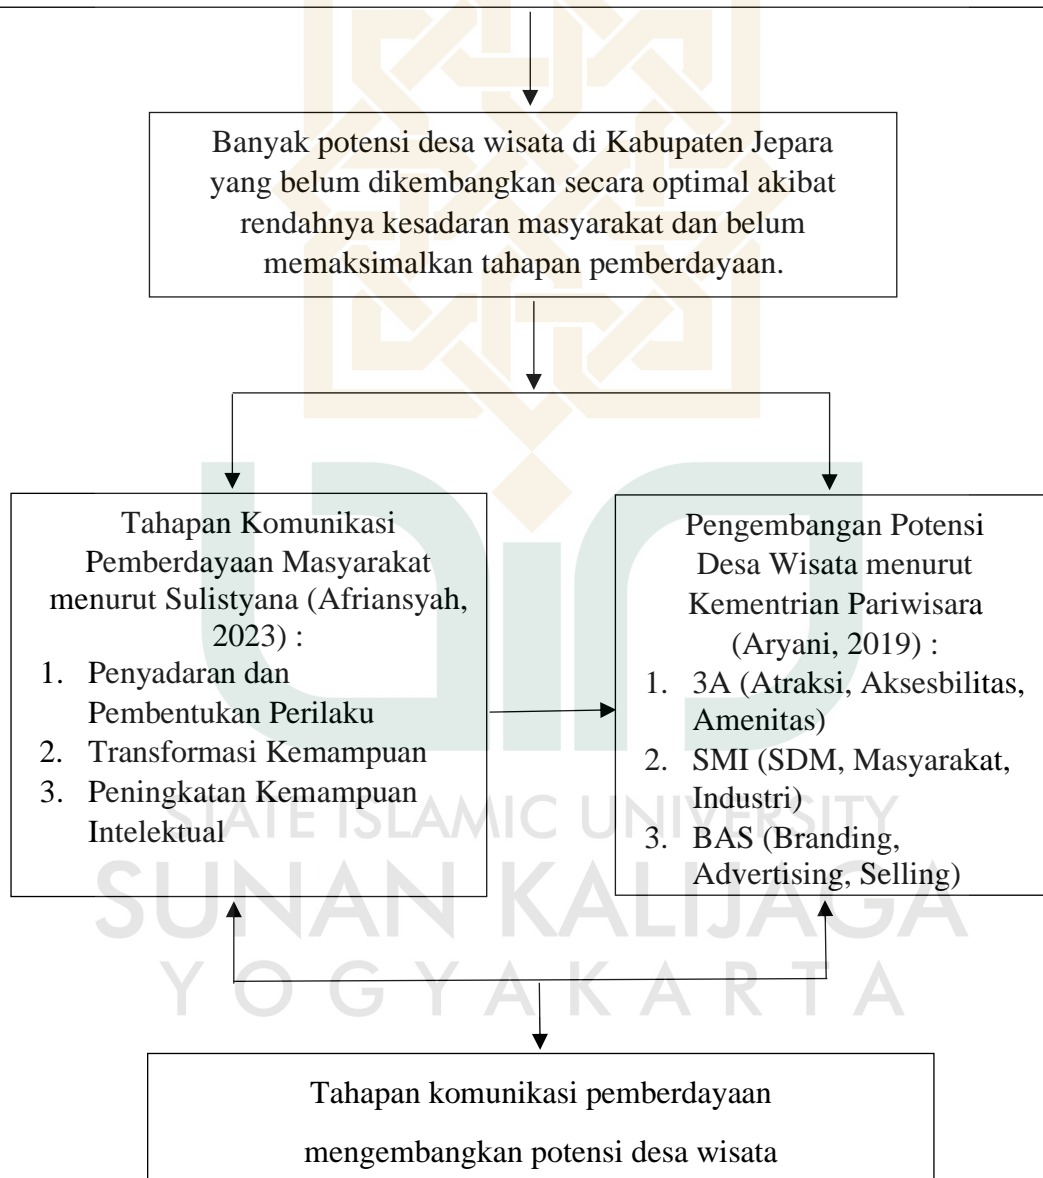 Banyak potensi desa wisata di Kabupaten Jepara
yang belum dikembangkan secara optimal akibat
rendahnya kesadaran masyarakat dan belum
memaksimalkan tahapan pemberdayaan.
Tahapan Komunikasi
Pemberdayaan Masyarakat
menurut Sulistyana (Afriansyah,
2023) :
1. Penyadaran dan
Pembentukan Perilaku
2. Transformasi Kemampuan
3. Peningkatan Kemampuan
Intelektual
Pengembangan Potensi
Desa Wisata menurut
Kementrian Pariwisara
(Aryani, 2019) :
1. 3A (Atraksi, Aksesbilitas,
Amenitas)
2. SMI (SDM, Masyarakat,
Industri)
3. BAS (Branding,
Advertising, Selling)
STATE ISLAMIC UNIVERSITY
SUNAN KALIJAGA
YOGYAKARTA
Tahapan komunikasi pemberdayaan
mengembangkan potensi desa wisata